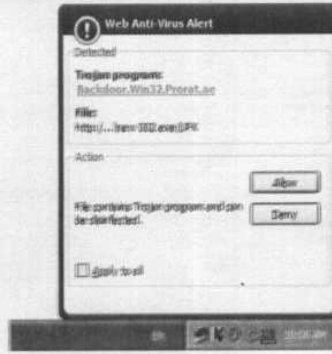 Web Anti-Virus Alert
Detected
Trojan program:
Backdoor.Win32.Prorat.ae
File:
Action
Allow
File contains Trojan program and can
be disinfected.
Deny
Apply to all